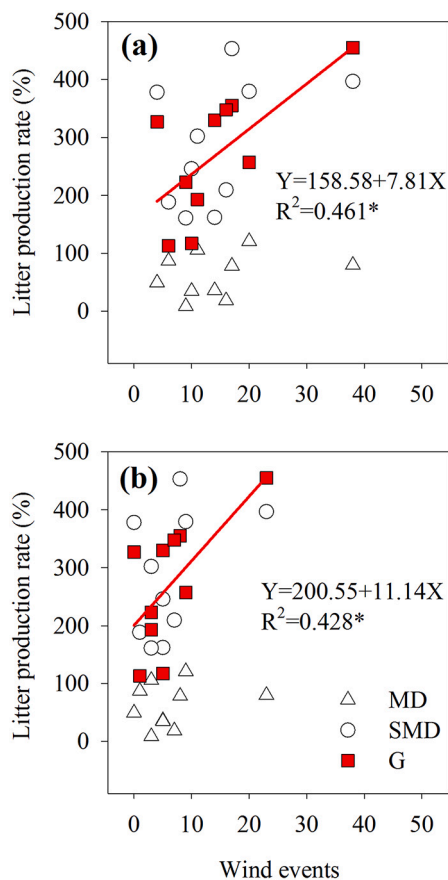 (a)
500
400
300
200
100
0
Litter production rate (%)
Y=158.58+7.81X
R²=0.461*
0 10 20 30 40 50
(b)
500
400
300
200
100
0
Litter production rate (%)
Y=200.55+11.14X
R²=0.428*
MD
SMD
G
0 10 20 30 40 50
Wind events